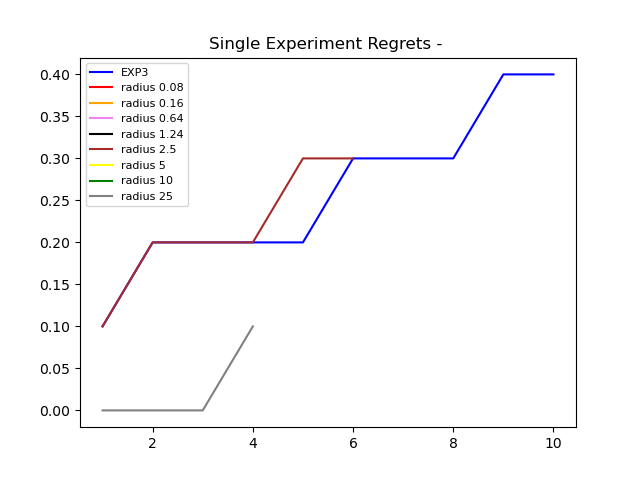 Single Experiment Regrets -
0.40
0.35
0.30
0.25
0.20
0.15
0.10
0.05
0.00
EXP3
radius 0.08
radius 0.16
radius 0.64
radius 1.24
radius 2.5
radius 5
radius 10
radius 25
2
4
6
8
10